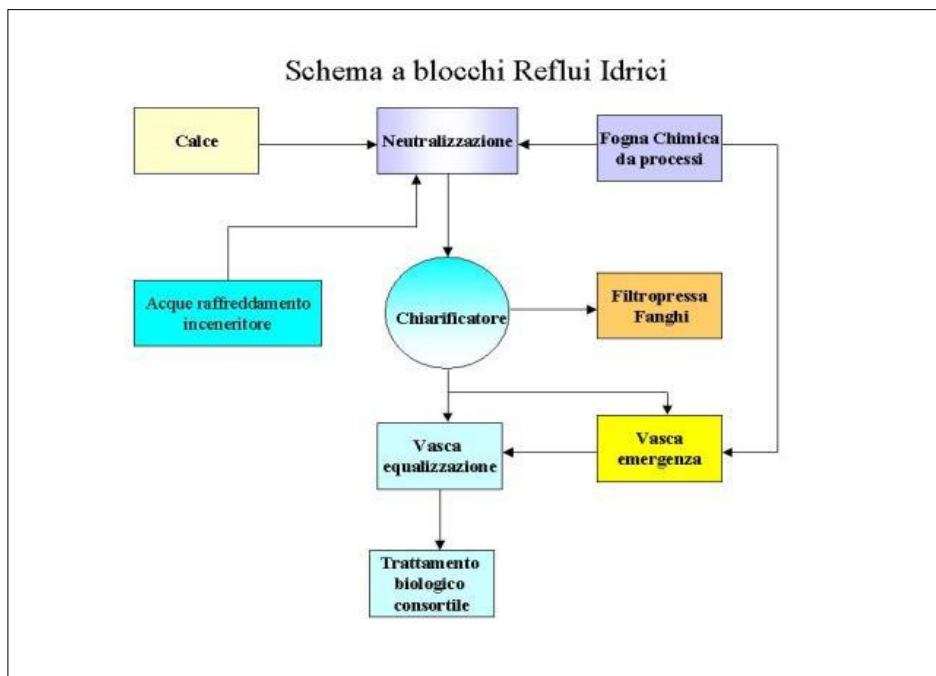 Schema a blocchi Reflui Idrici
Calce
Neutralizzazione
Fogna Chimica
da processi
Acque raffreddamento
inceneritore
Chiarificatore
Filtropressa
Fanghi
Vasca
equalizzazione
Vasca
emergenza
Trattamento
biologico
consortile